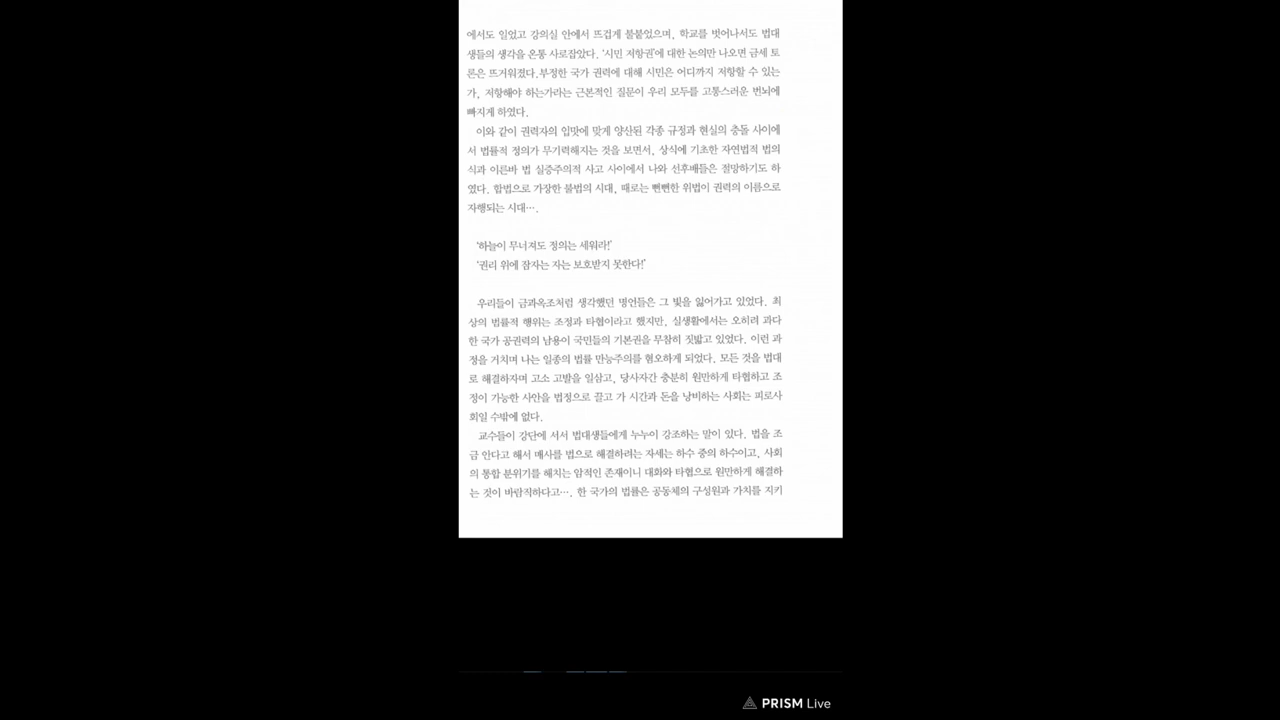 에서도 일었고 강의실 안에서 뜨겁게 불붙었으며, 학교를 벗어나서도 법대
생들의 생각을 온통 사로잡았다. '시민 저항권'에 대한 논의만 나오면 금세 토
론은 뜨거워졌다.부정한 국가 권력에 대해 시민은 어디까지 저항할 수 있는
가, 저항해야 하는가라는 근본적인 질문이 우리 모두를 고통스러운 번뇌에
빠지게 하였다.
이와 같이 권력자의 입맛에 맞게 양산된 각종 규정과 현실의 충돌 사이에
서 법률적 정의가 무기력해지는 것을 보면서, 상식에 기초한 자연법적 법의
식과 이른바 법 실증주의적 사고 사이에서 나와 선후배들은 절망하기도 하
였다. 합법으로 가장한 불법의 시대, 때로는 뻔뻔한 위법이 권력의 이름으로
자행되는 시대….
'하늘이 무너져도 정의는 세워라!'
'권리 위에 잠자는 자는 보호받지 못한다!'
우리들이 금과옥조처럼 생각했던 명언들은 그 빛을 잃어가고 있었다. 최
상의 법률적 행위는 조정과 타협이라고 했지만, 실생활에서는 오히려 과다
한 국가 공권력의 남용이 국민들의 기본권을 무참히 짓밟고 있었다. 이런 과
정을 거치며 나는 일종의 법률 만능주의를 혐오하게 되었다. 모든 것을 법대
로 해결하자며 고소 고발을 일삼고, 당사자간 충분히 원만하게 타협하고 조
정이 가능한 사안을 법정으로 끌고 가 시간과 돈을 낭비하는 사회는 피로사
회일 수밖에 없다.
교수들이 강단에 서서 법대생들에게 누누이 강조하는 말이 있다. 법을 조
금 안다고 해서 매사를 법으로 해결하려는 자세는 하수 중의 하수이고, 사회
의 통합 분위기를 해치는 암적인 존재이니 대화와 타협으로 원만하게 해결하
는 것이 바람직하다고…. 한 국가의 법률은 공동체의 구성원과 가치를 지키
PRISM Live